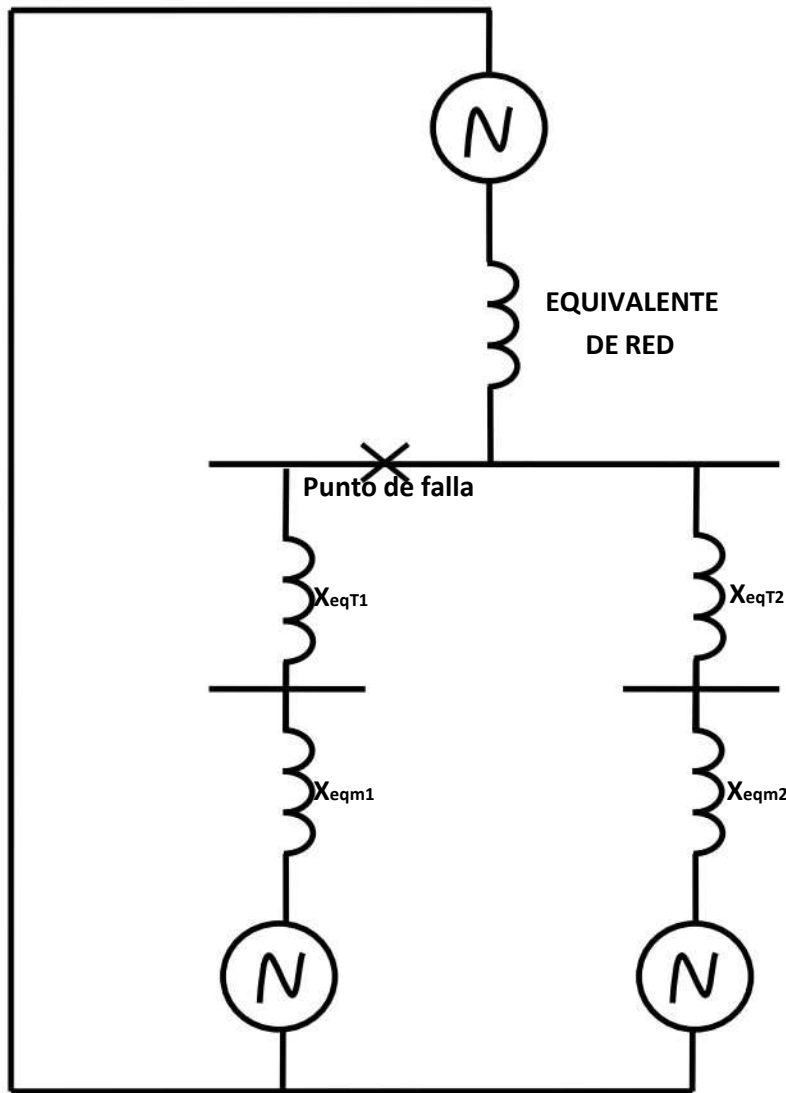 EQUIVALENTE
DE RED
Punto de falla
XeqT1
XeqT2
Xeqm1
Xeqm2